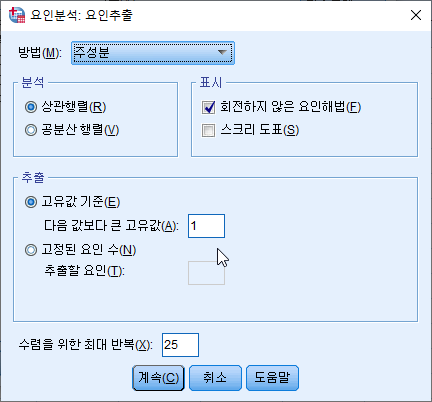 요인분석: 요인추출
방법(M): 주성분
분석
상관행렬(R)
공분산 행렬(V)
표시
회전하지 않은 요인해법(F)
스크리 도표(S)
추출
고유값 기준(E)
다음 값보다 큰 고유값(A): 1
고정된 요인 수(N)
추출할 요인(T):
수렴을 위한 최대 반복(X): 25
계속(C) 취소 도움말